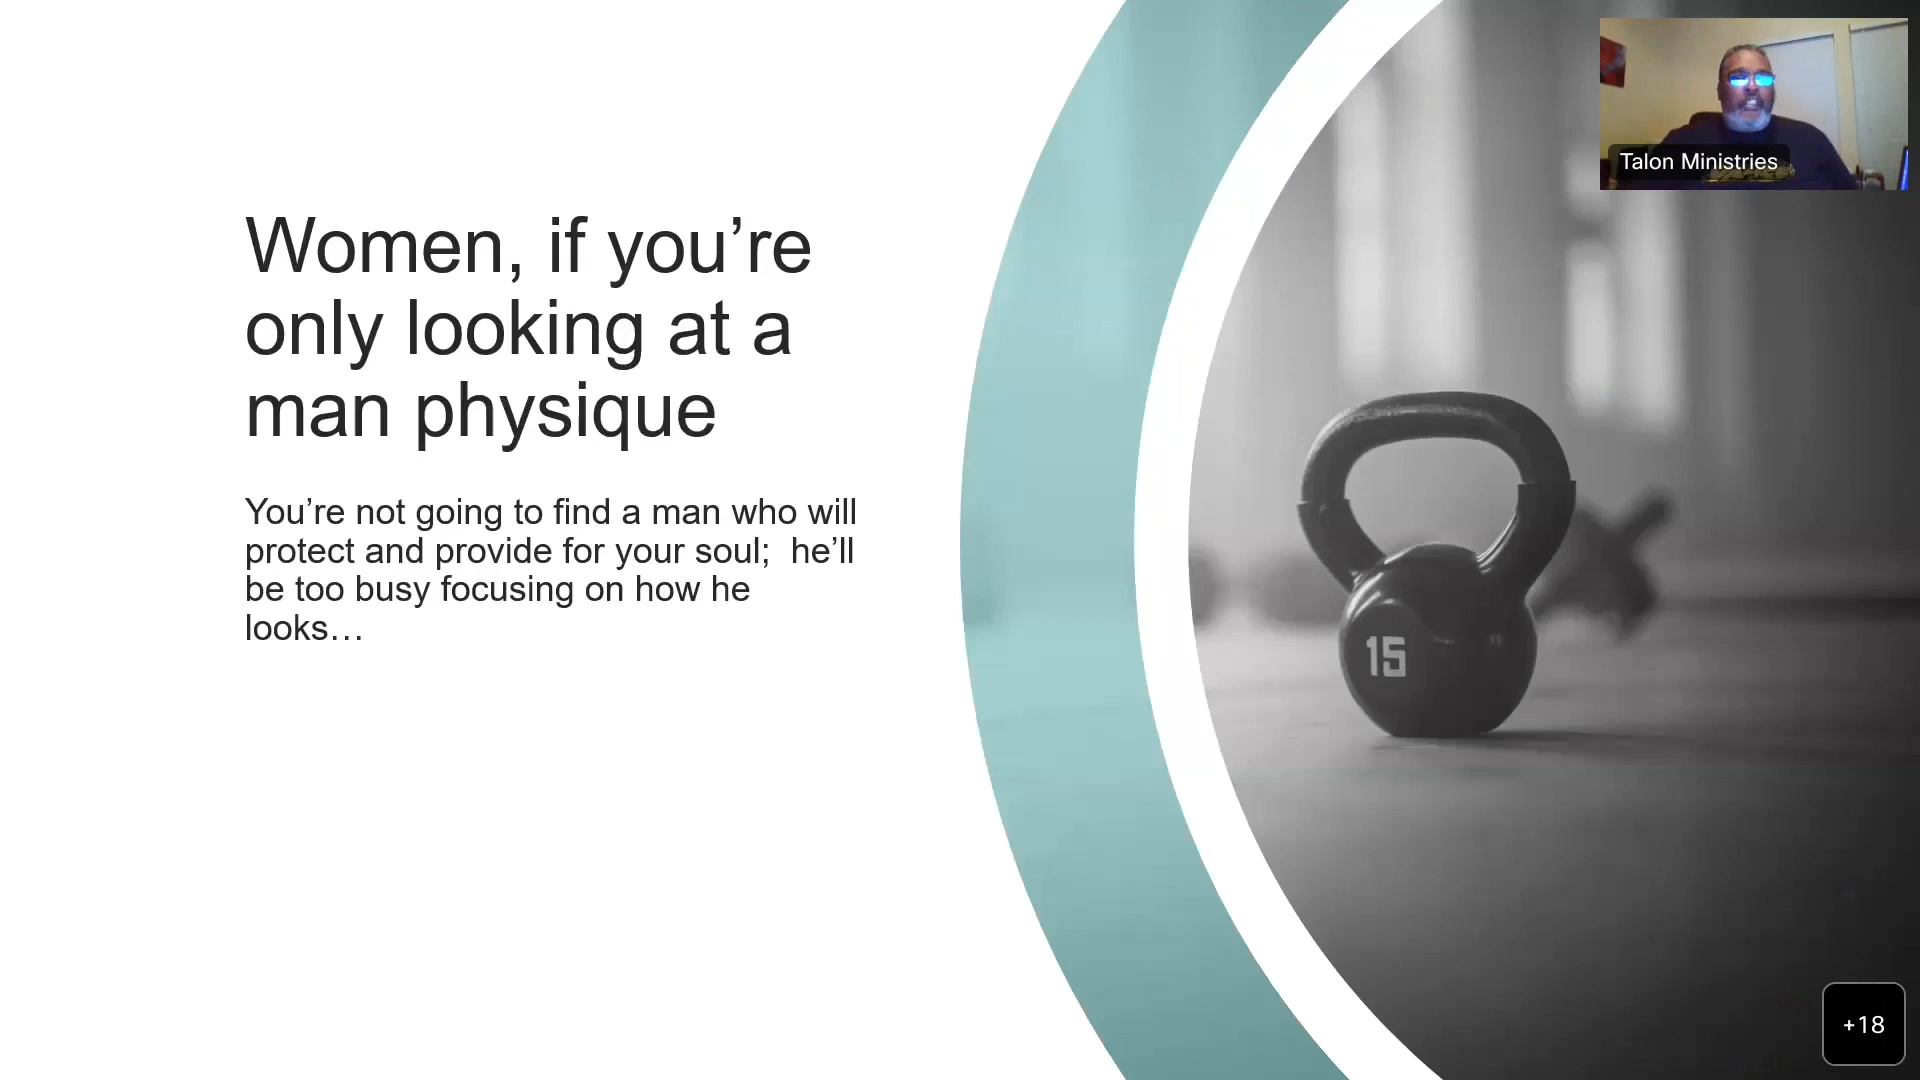 Women, if you’re
only looking at a
man physique
You’re not going to find a man who will
protect and provide for your soul;  he’ll
be too busy focusing on how he
looks…
Talon Ministries
15
+18